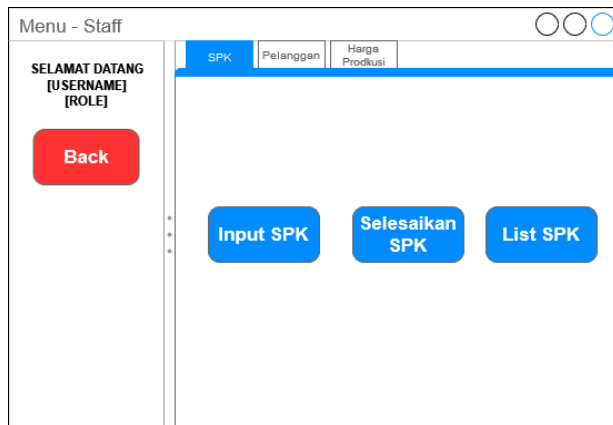 Menu - Staff
SELAMAT DATANG
[USERNAME]
[ROLE]
Back
SPK
Pelanggan
Harga
Prodkusi
Input SPK
Selesaikan
SPK
List SPK